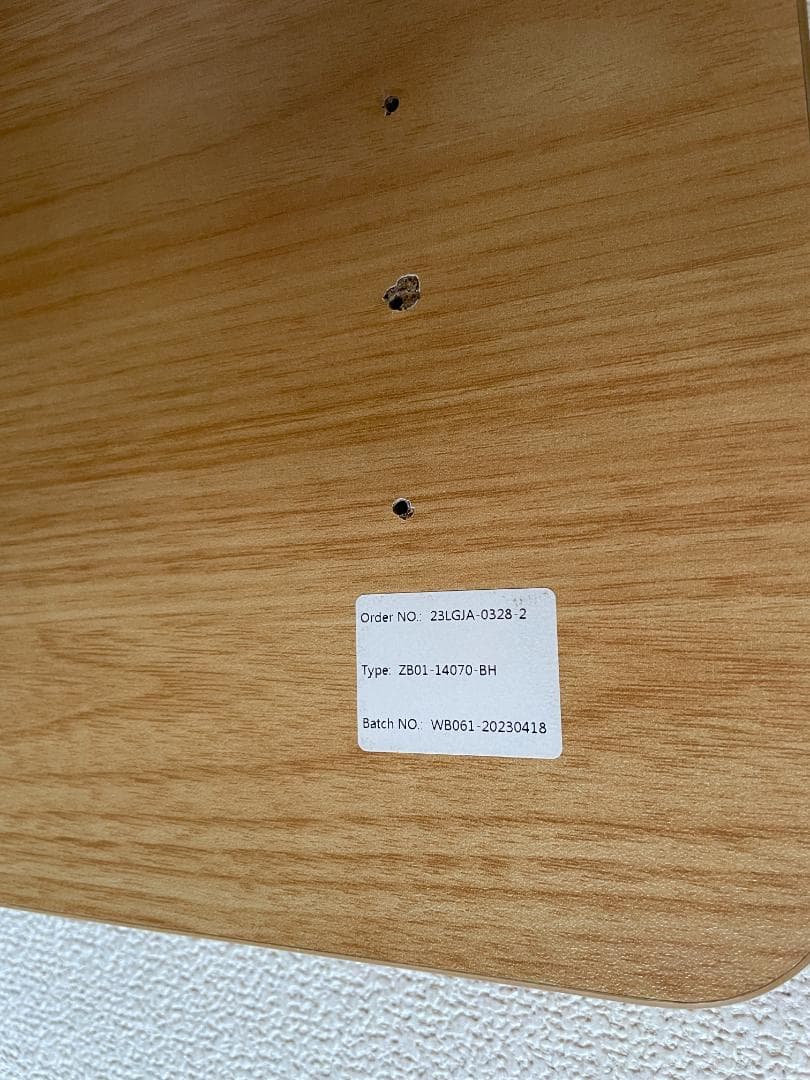 Order NO.: 23LGJA-0328-2
Type: ZB01-14070-BH
Batch NO.: WB061-20230418